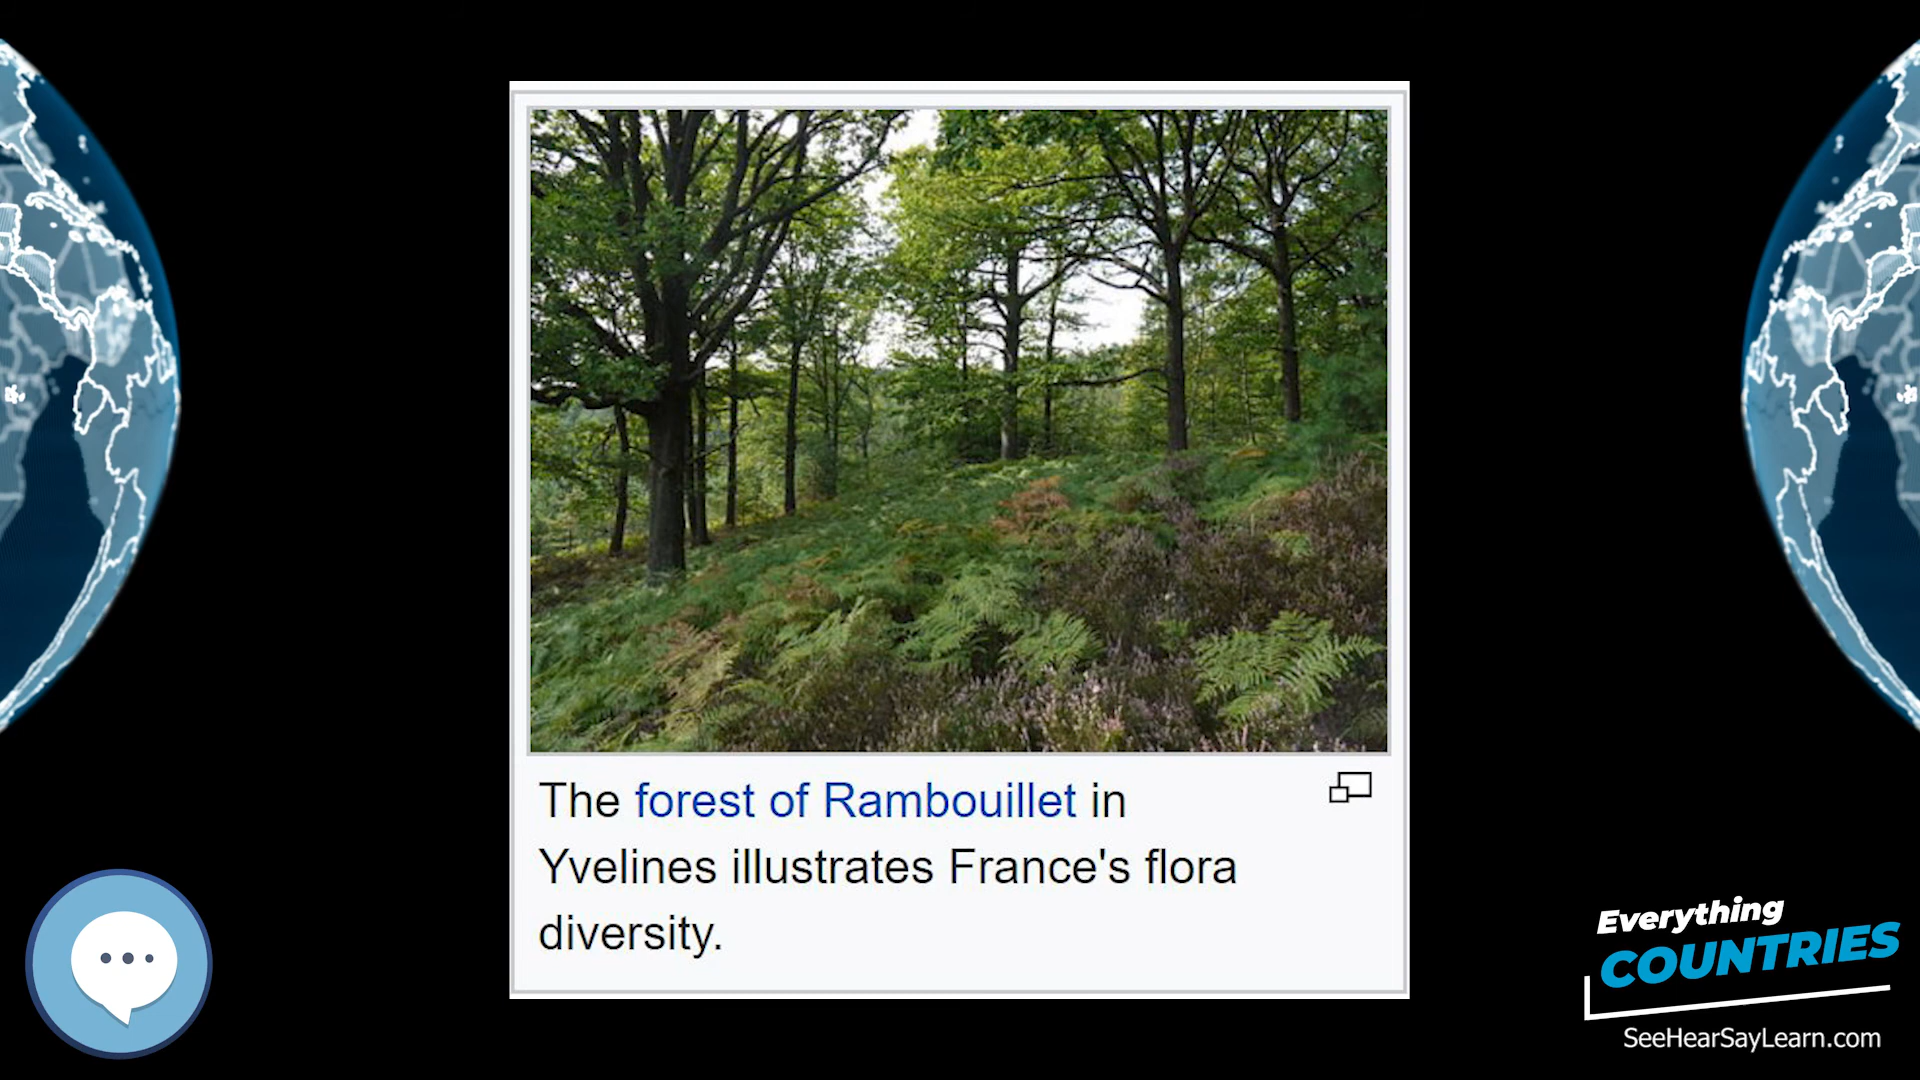 The forest of Rambouillet in
Yvelines illustrates France's flora
diversity.
Everything
COUNTRIES
SeeHearSayLearn.com